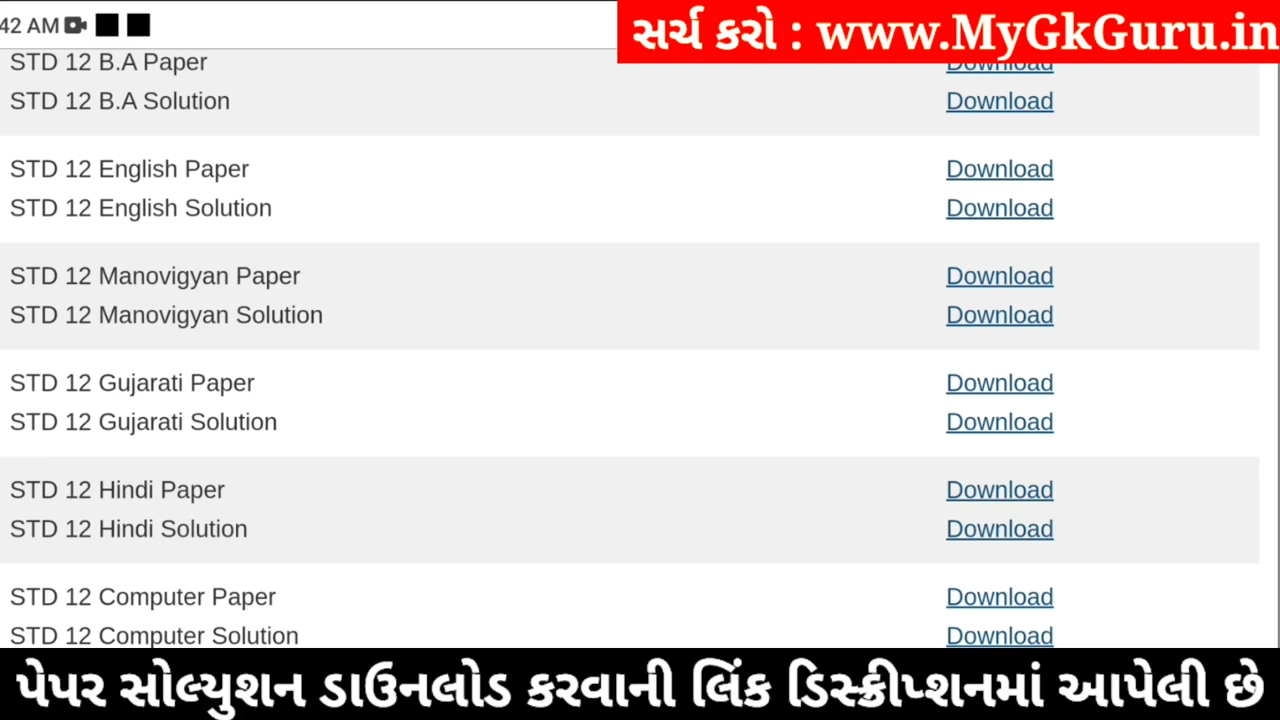 42 AM
સર્ચ કરો : www.MyGkGuru.in
STD 12 B.A Paper Download
STD 12 B.A Solution Download
STD 12 English Paper Download
STD 12 English Solution Download
STD 12 Manovigyan Paper Download
STD 12 Manovigyan Solution Download
STD 12 Gujarati Paper Download
STD 12 Gujarati Solution Download
STD 12 Hindi Paper Download
STD 12 Hindi Solution Download
STD 12 Computer Paper Download
STD 12 Computer Solution Download
પેપર સોલ્યુશન ડાઉનલોડ કરવાની લિંક ડિસ્ક્રીપ્શનમાં આપેલી છે